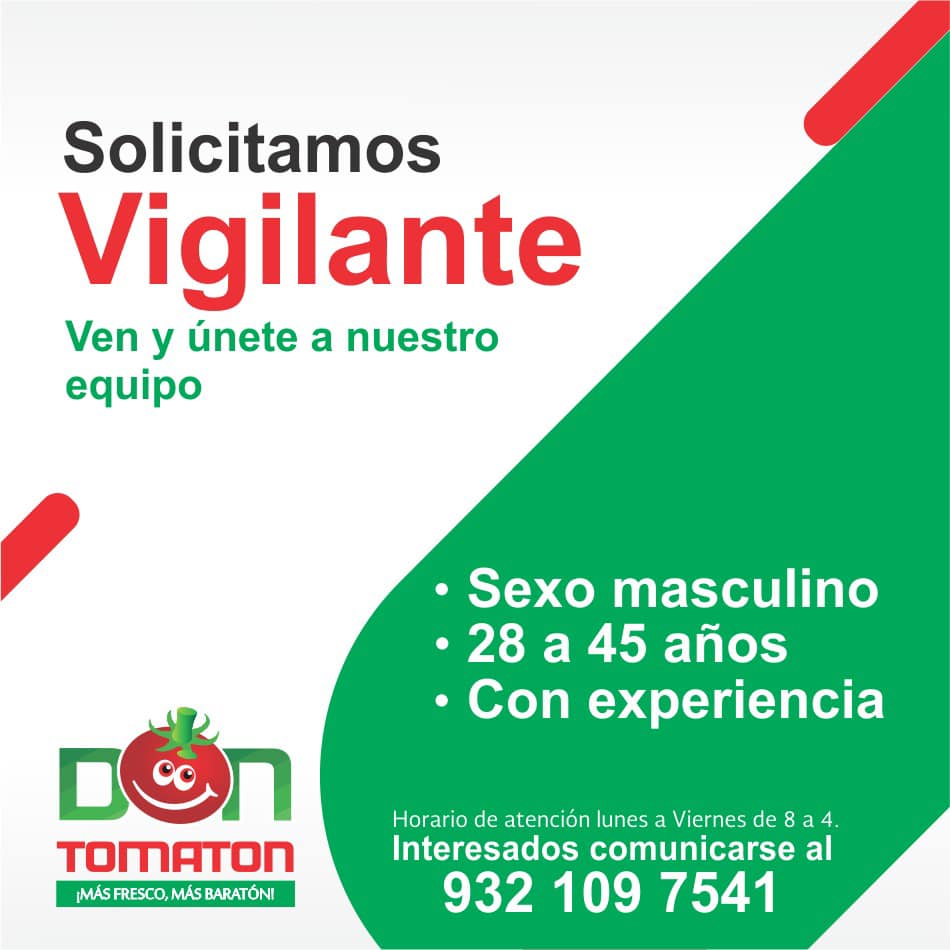 Solicitamos
Vigilante
Ven y únete a nuestro
equipo
• Sexo masculino
• 28 a 45 años
• Con experiencia
DON
TOMATON
¡MÁS FRESCO, MÁS BARATÓN!
Horario de atención lunes a Viernes de 8 a 4.
Interesados comunicarse al
932 109 7541